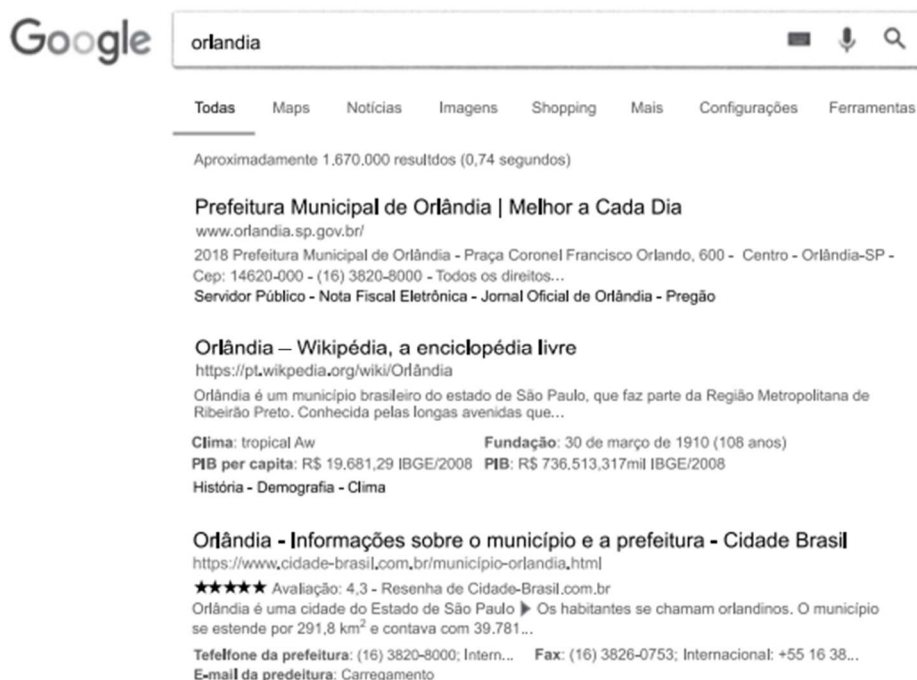 Google
orlandia
Todas Maps Notícias Imagens Shopping Mais Configurações Ferramentas
Aproximadamente 1.670.000 resultdos (0,74 segundos)
Prefeitura Municipal de Orlândia | Melhor a Cada Dia
www.orlandia.sp.gov.br/
2018 Prefeitura Municipal de Orlândia - Praça Coronel Francisco Orlando, 600 - Centro - Orlândia-SP -
Cep: 14620-000 - (16) 3820-8000 - Todos os direitos...
Servidor Público - Nota Fiscal Eletrônica - Jornal Oficial de Orlândia - Pregão
Orlândia – Wikipédia, a enciclopédia livre
https://pt.wikpedia.org/wiki/Orlândia
Orlândia é um município brasileiro do estado de São Paulo, que faz parte da Região Metropolitana de
Ribeirão Preto. Conhecida pelas longas avenidas que...
Clima: tropical Aw Fundação: 30 de março de 1910 (108 anos)
PIB per capita: R$ 19.681,29 IBGE/2008 PIB: R$ 736.513,317mil IBGE/2008
História - Demografia - Clima
Orlândia - Informações sobre o município e a prefeitura - Cidade Brasil
https://www.cidade-brasil.com.br/município-orlandia.html
★★★★★ Avaliação: 4,3 - Resenha de Cidade-Brasil.com.br
Orlândia é uma cidade do Estado de São Paulo ▶ Os habitantes se chamam orlandinos. O município
se estende por 291,8 km² e contava com 39.781...
Tefelfone da prefeitura: (16) 3820-8000; Intern... Fax: (16) 3826-0753; Internacional: +55 16 38...
E-mail da predeitura: Carregamento